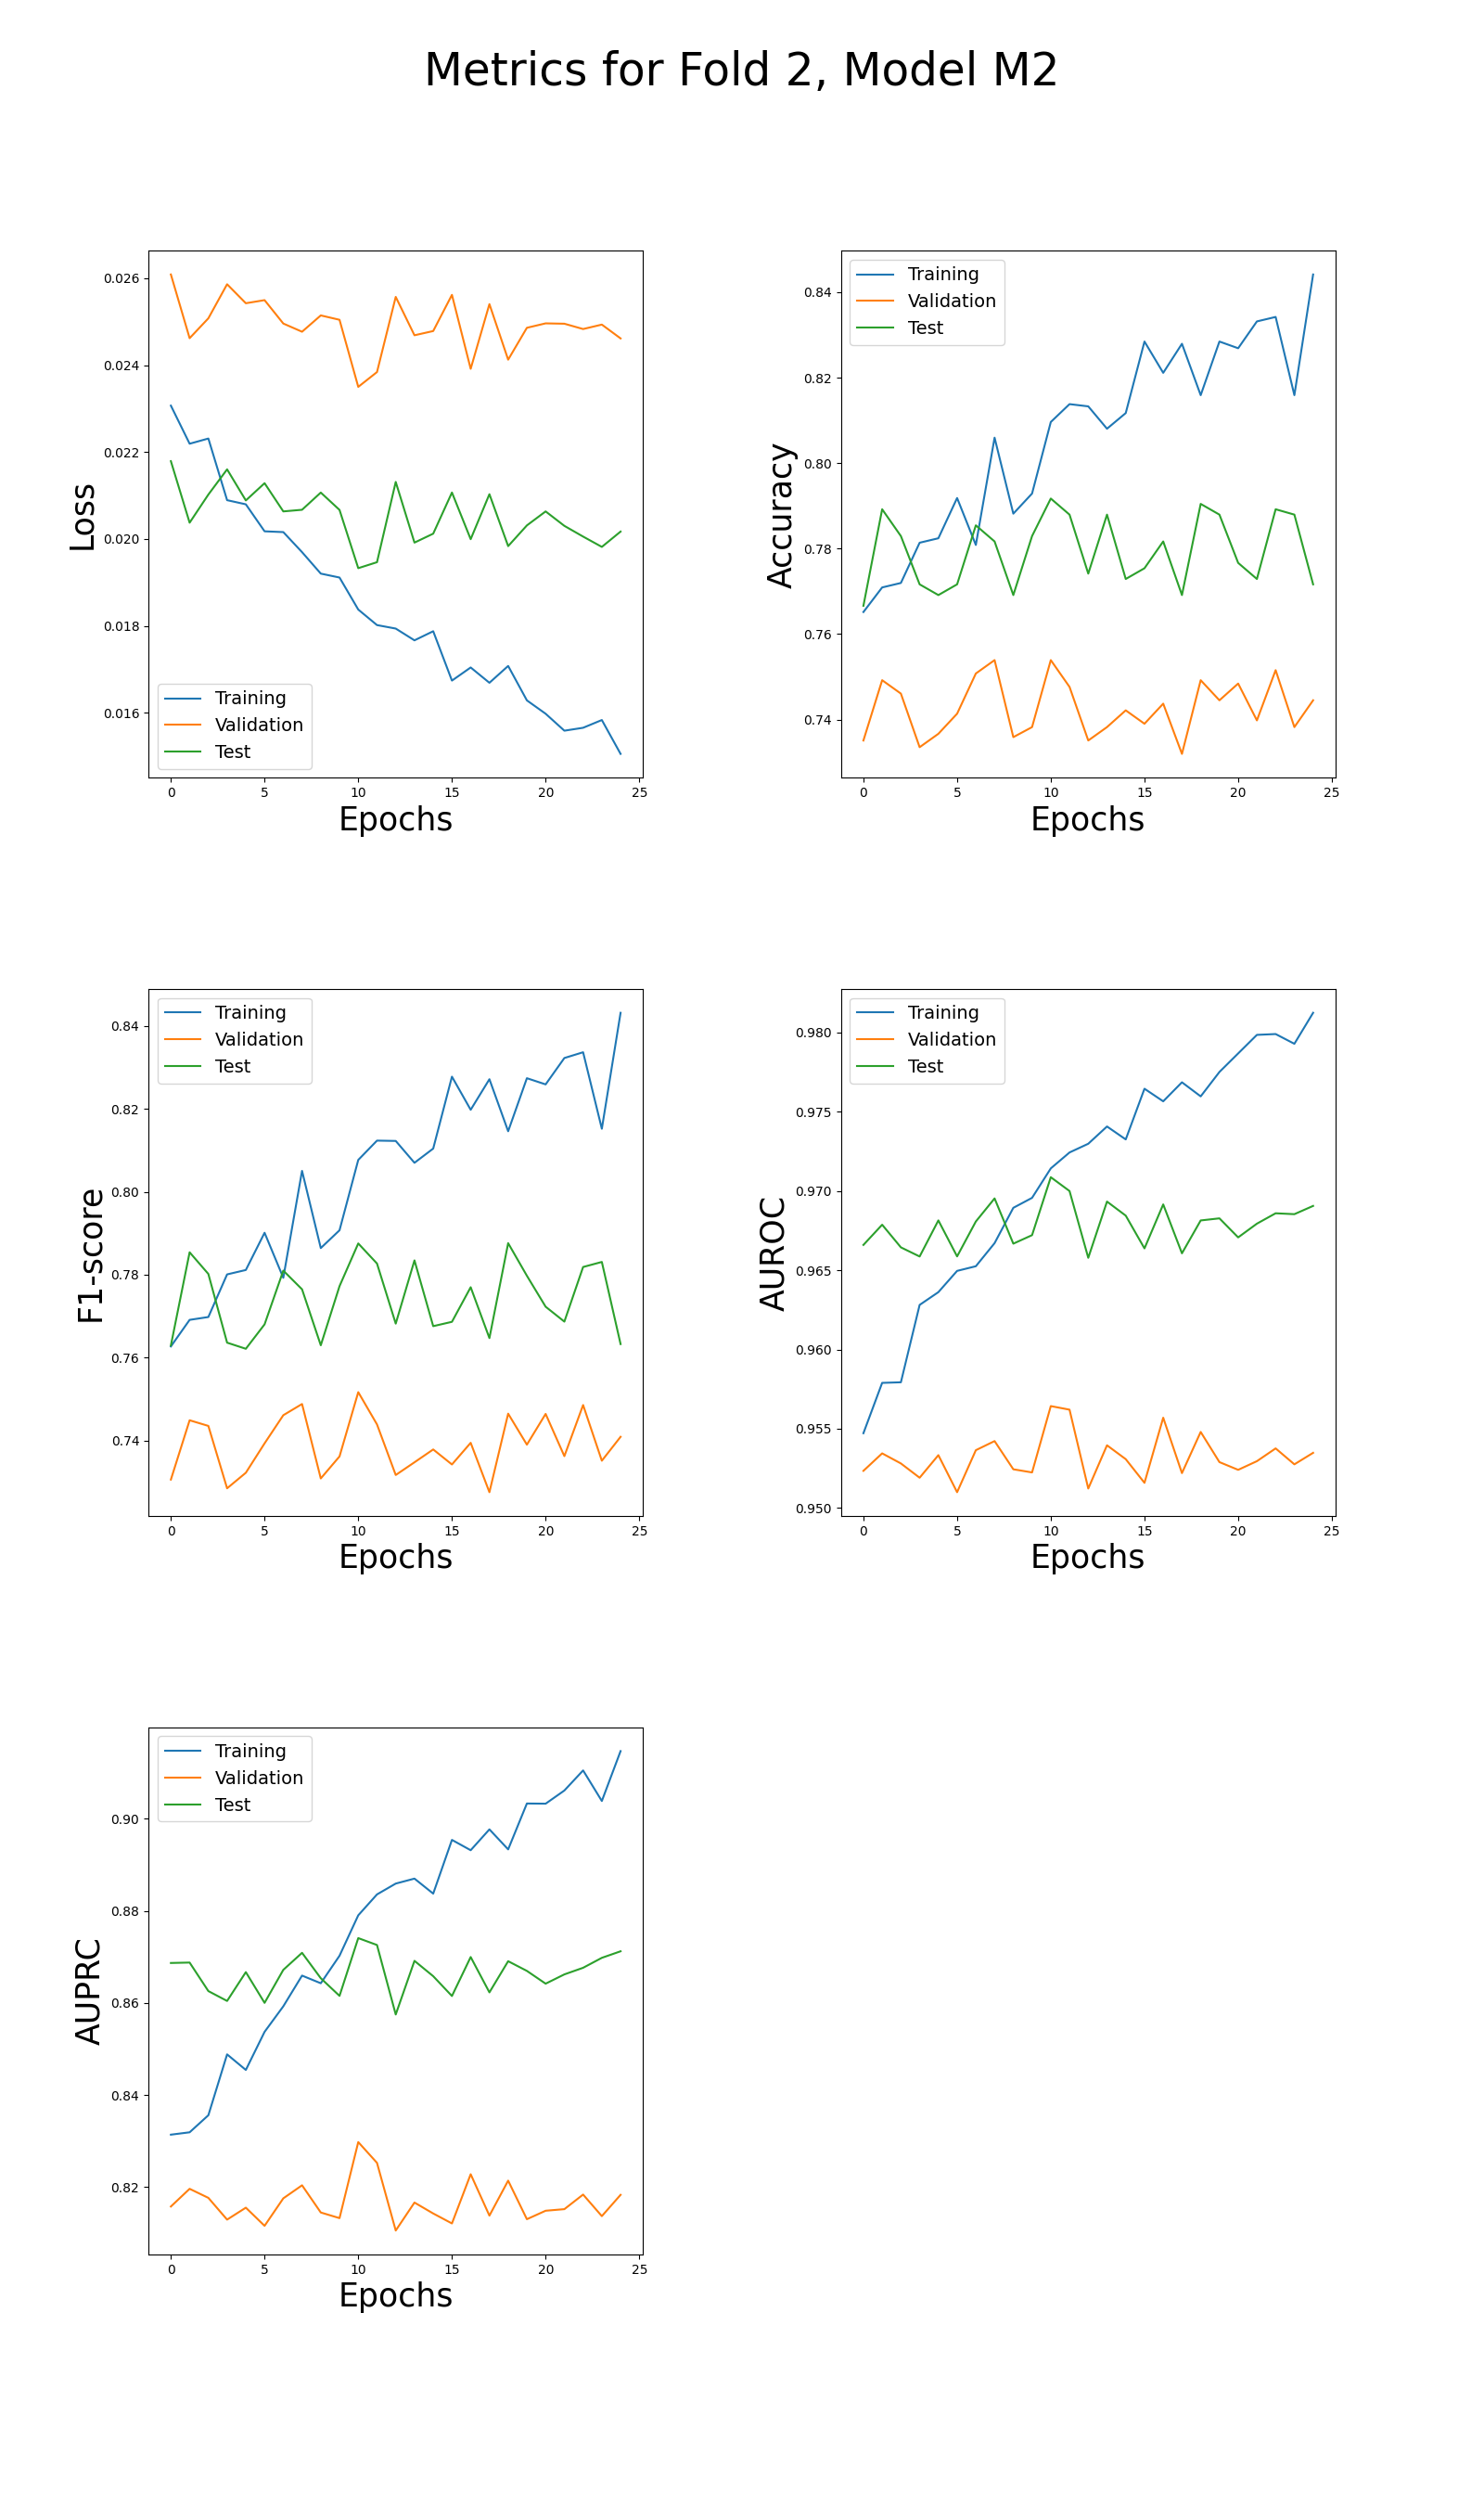 Metrics for Fold 2, Model M2
Loss
0.026
0.024
0.022
0.020
0.018
0.016
Training
Validation
Test
0 5 10 15 20 25
Epochs
Accuracy
0.84
0.82
0.80
0.78
0.76
0.74
Training
Validation
Test
0 5 10 15 20 25
Epochs
F1-score
0.84
0.82
0.80
0.78
0.76
0.74
Training
Validation
Test
0 5 10 15 20 25
Epochs
AUROC
0.980
0.975
0.970
0.965
0.960
0.955
0.950
Training
Validation
Test
0 5 10 15 20 25
Epochs
AUPRC
0.90
0.88
0.86
0.84
0.82
Training
Validation
Test
0 5 10 15 20 25
Epochs